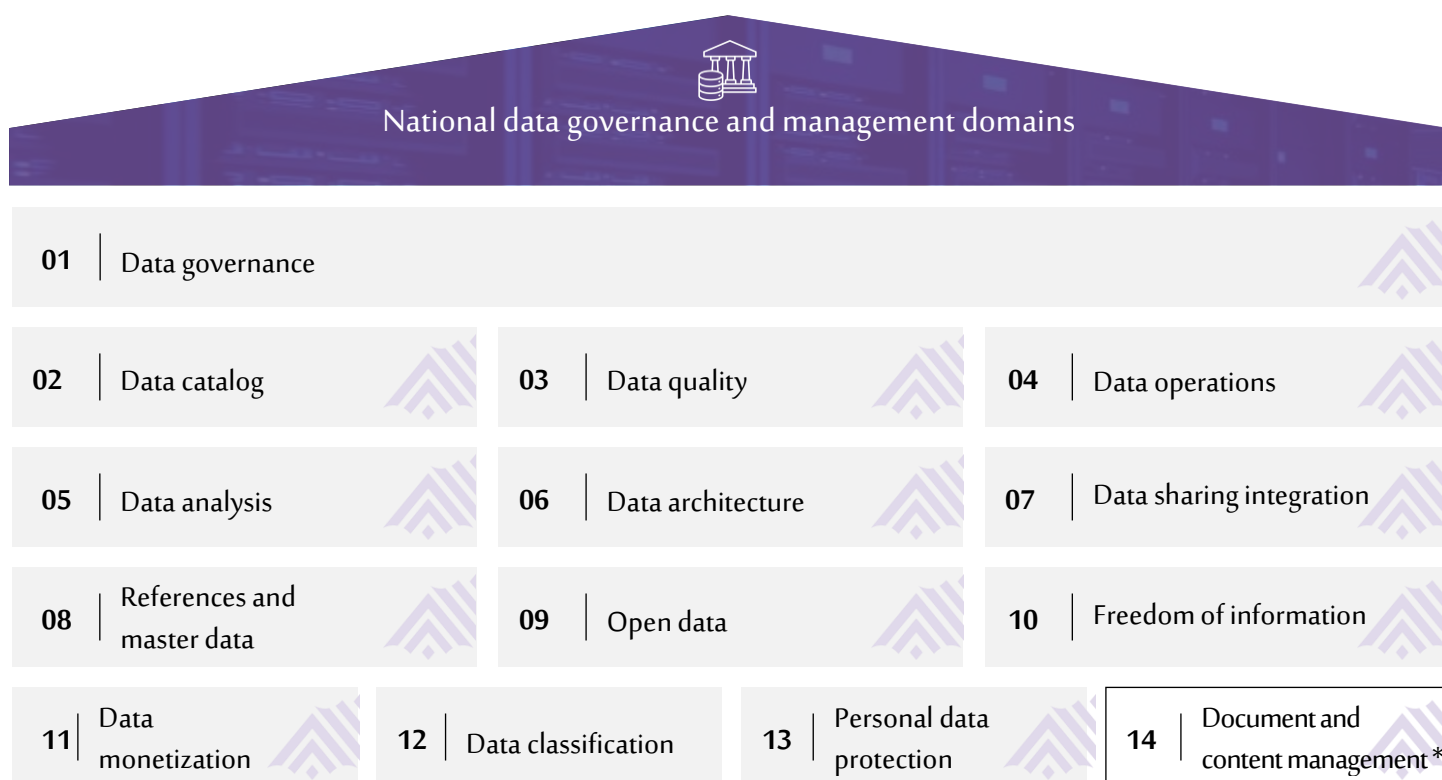 National data governance and management domains
01 Data governance
02 Data catalog
03 Data quality
04 Data operations
05 Data analysis
06 Data architecture
07 Data sharing integration
08 References and
master data
09 Open data
10 Freedom of information
11 Data
monetization
12 Data classification
13 Personal data
protection
14 Document and
content management *